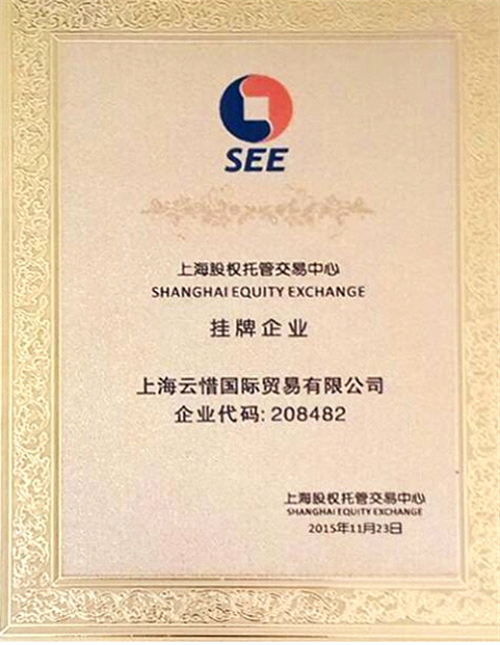 SEE
上海股权托管交易中心
SHANGHAI EQUITY EXCHANGE
挂牌企业
上海云惜国际贸易有限公司
企业代码: 208482
上海股权托管交易中心
SHANGHAI EQUITY EXCHANGE
2015年11月23日